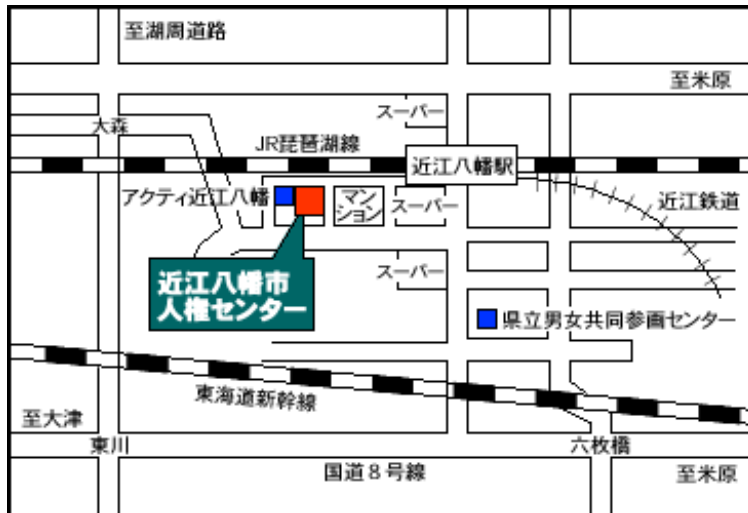 至湖周道路
至米原
スーパー
大森
JR琵琶湖線
近江八幡駅
アクティ近江八幡
マン
ション
スーパー
近江鉄道
近江八幡市
人権センター
スーパー
県立男女共同参画センター
東海道新幹線
至大津
東川
六枚橋
国道８号線
至米原